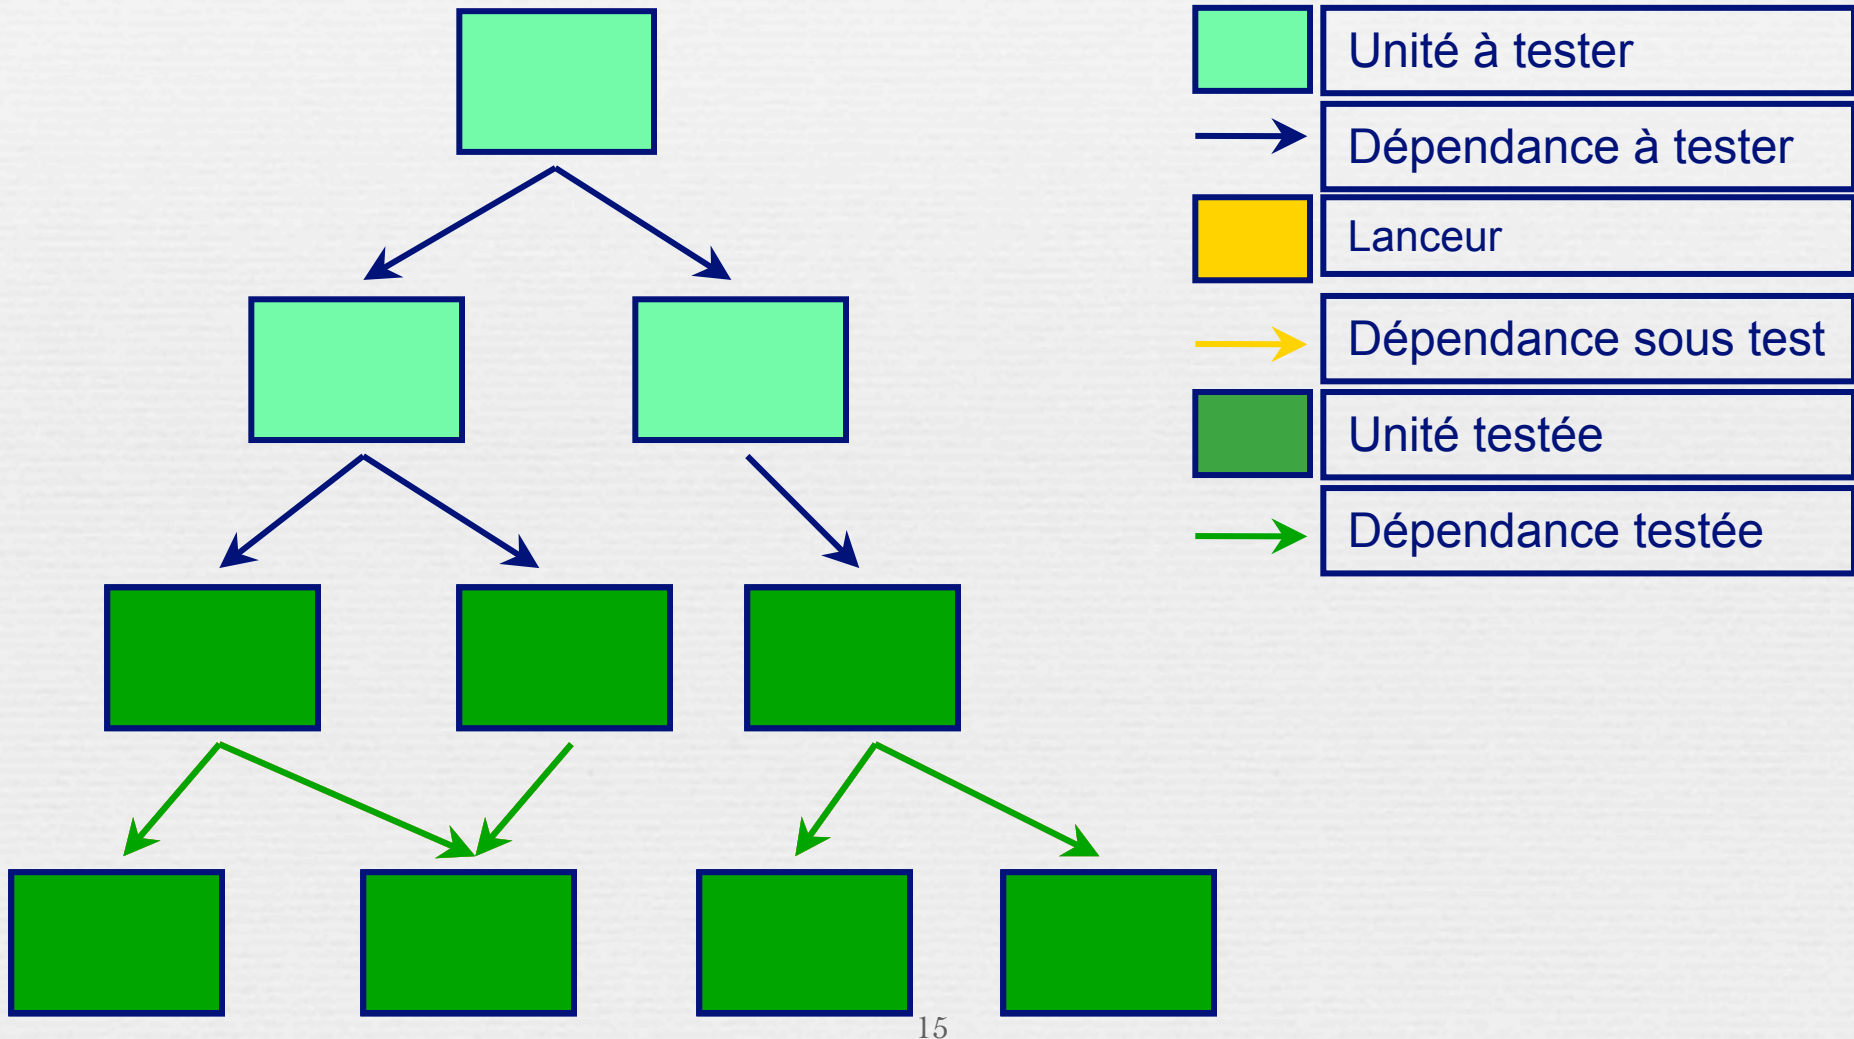 Unité à tester
Dépendance à tester
Lanceur
Dépendance sous test
Unité testée
Dépendance testée
15